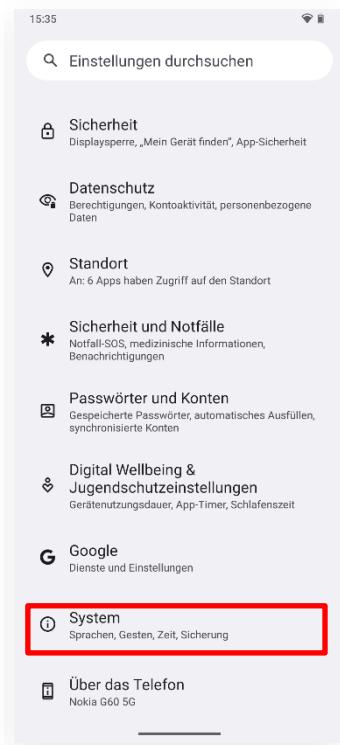 15:35
Einstellungen durchsuchen
Sicherheit
Displaysperre, „Mein Gerät finden“, App-Sicherheit
Datenschutz
Berechtigungen, Kontoaktivität, personenbezogene
Daten
Standort
An: 6 Apps haben Zugriff auf den Standort
Sicherheit und Notfälle
Notfall-SOS, medizinische Informationen,
Benachrichtigungen
Passwörter und Konten
Gespeicherte Passwörter, automatisches Ausfüllen,
synchronisierte Konten
Digital Wellbeing &
Jugendschutzeinstellungen
Gerätenutzungsdauer, App-Timer, Schlafenszeit
Google
Dienste und Einstellungen
System
Sprachen, Gesten, Zeit, Sicherung
Über das Telefon
Nokia G60 5G